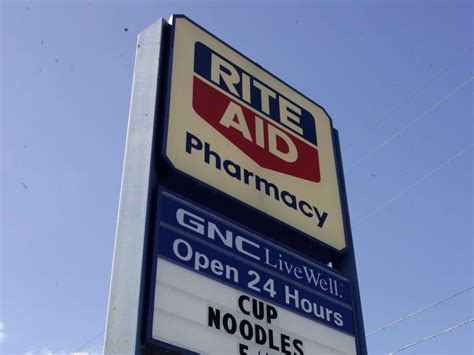 RITE
AID
Pharmacy
GNC LiveWell.
Open 24 Hours
CUP
NOODLES